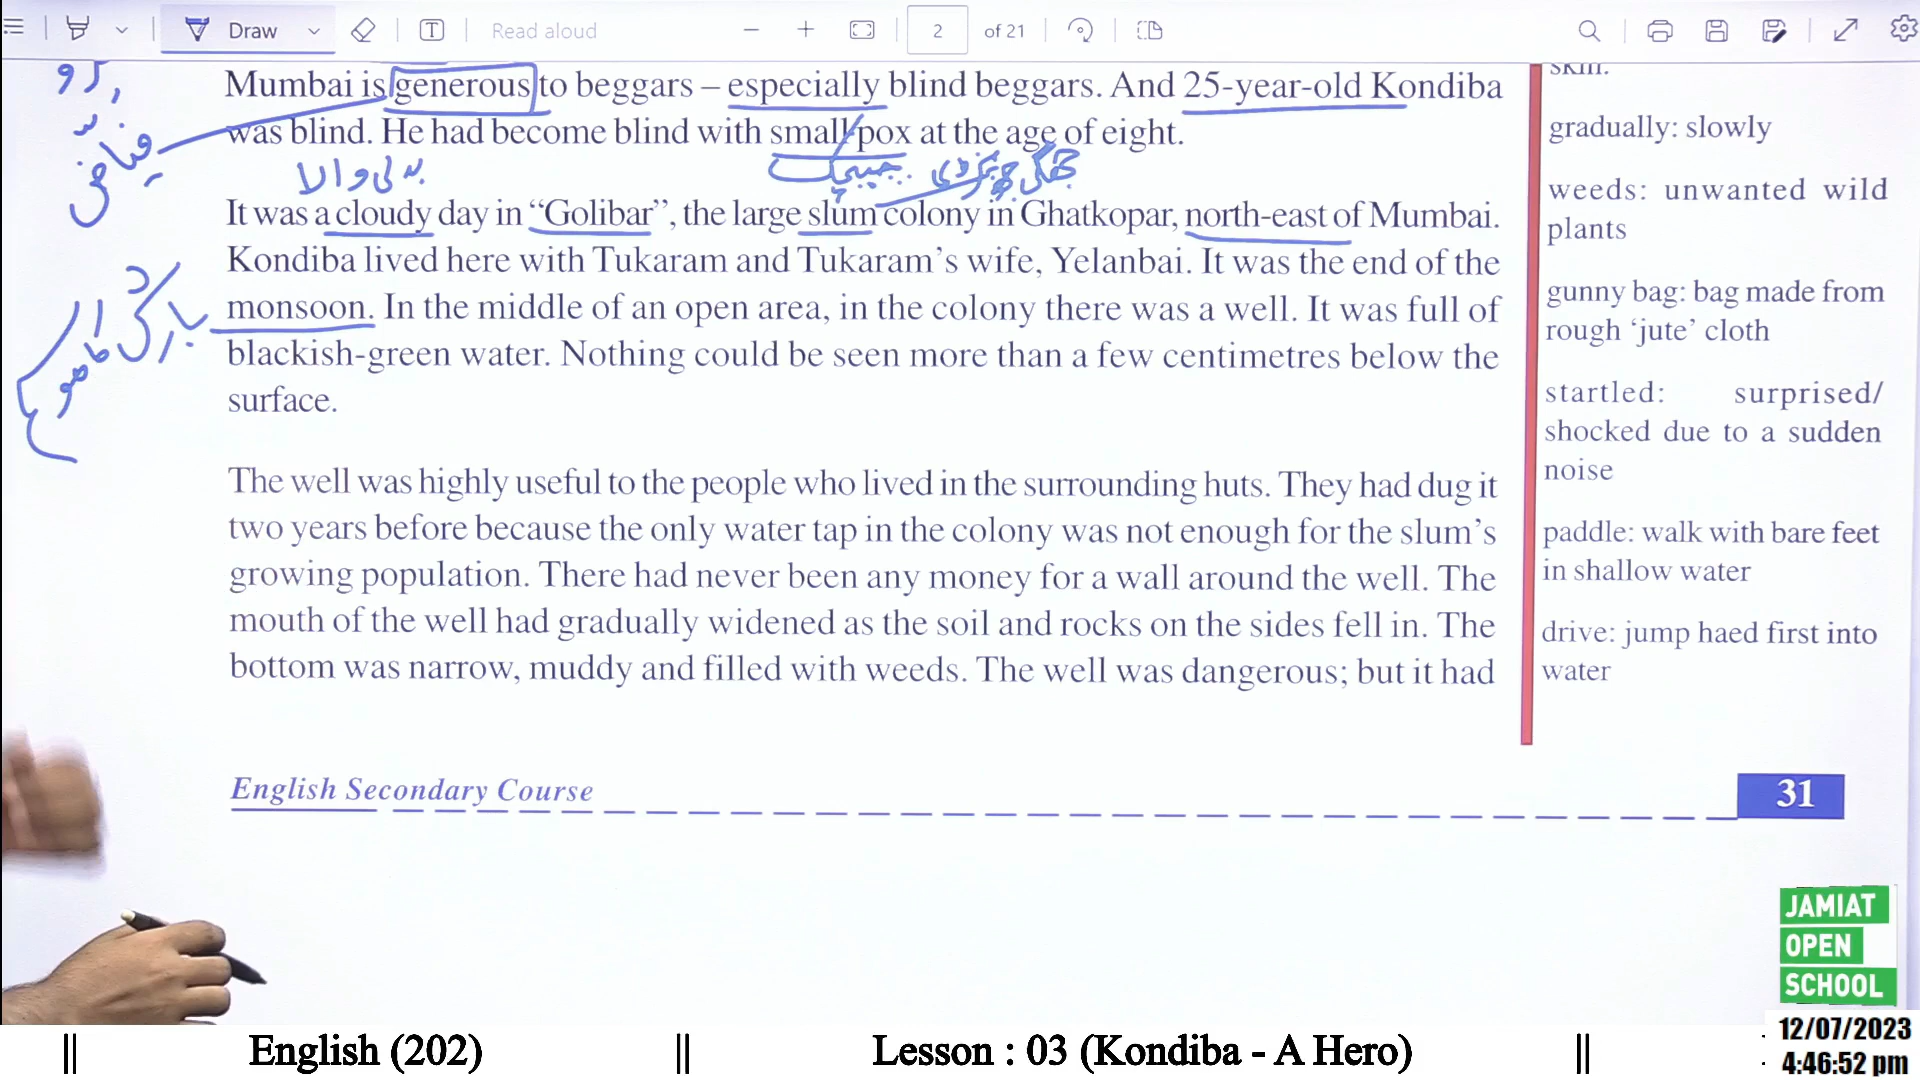 Draw
Read aloud
2
of 21
Mumbai is generous to beggars – especially blind beggars. And 25-year-old Kondiba
was blind. He had become blind with small pox at the age of eight.
فیاضی
بدلی والا
چیچک
جھگی جھونپڑی
It was a cloudy day in “Golibar”, the large slum colony in Ghatkopar, north-east of Mumbai.
Kondiba lived here with Tukaram and Tukaram’s wife, Yelanbai. It was the end of the
monsoon. In the middle of an open area, in the colony there was a well. It was full of
blackish-green water. Nothing could be seen more than a few centimetres below the
surface.
The well was highly useful to the people who lived in the surrounding huts. They had dug it
two years before because the only water tap in the colony was not enough for the slum’s
growing population. There had never been any money for a wall around the well. The
mouth of the well had gradually widened as the soil and rocks on the sides fell in. The
bottom was narrow, muddy and filled with weeds. The well was dangerous; but it had
skill.
gradually: slowly
weeds: unwanted wild
plants
gunny bag: bag made from
rough ‘jute’ cloth
startled: surprised/
shocked due to a sudden
noise
paddle: walk with bare feet
in shallow water
drive: jump haed first into
water
English Secondary Course
31
JAMIAT
OPEN
SCHOOL
|| English (202) || Lesson : 03 (Kondiba - A Hero) ||
12/07/2023
4:46:52 pm